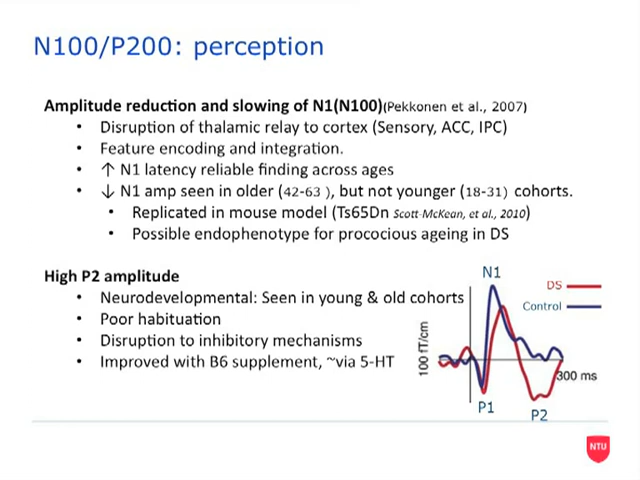 N100/P200: perception
Amplitude reduction and slowing of N1(N100)(Pekkonen et al., 2007)
• Disruption of thalamic relay to cortex (Sensory, ACC, IPC)
• Feature encoding and integration.
• ↑ N1 latency reliable finding across ages
• ↓ N1 amp seen in older (42-63 ), but not younger (18-31) cohorts.
• Replicated in mouse model (Ts65Dn Scott-McKean, et al., 2010)
• Possible endophenotype for prococious ageing in DS
High P2 amplitude
• Neurodevelopmental: Seen in young & old cohorts
• Poor habituation
• Disruption to inhibitory mechanisms
• Improved with B6 supplement, ~via 5-HT
N1
DS
Control
100 fT/cm
300 ms
P1
P2
NTU